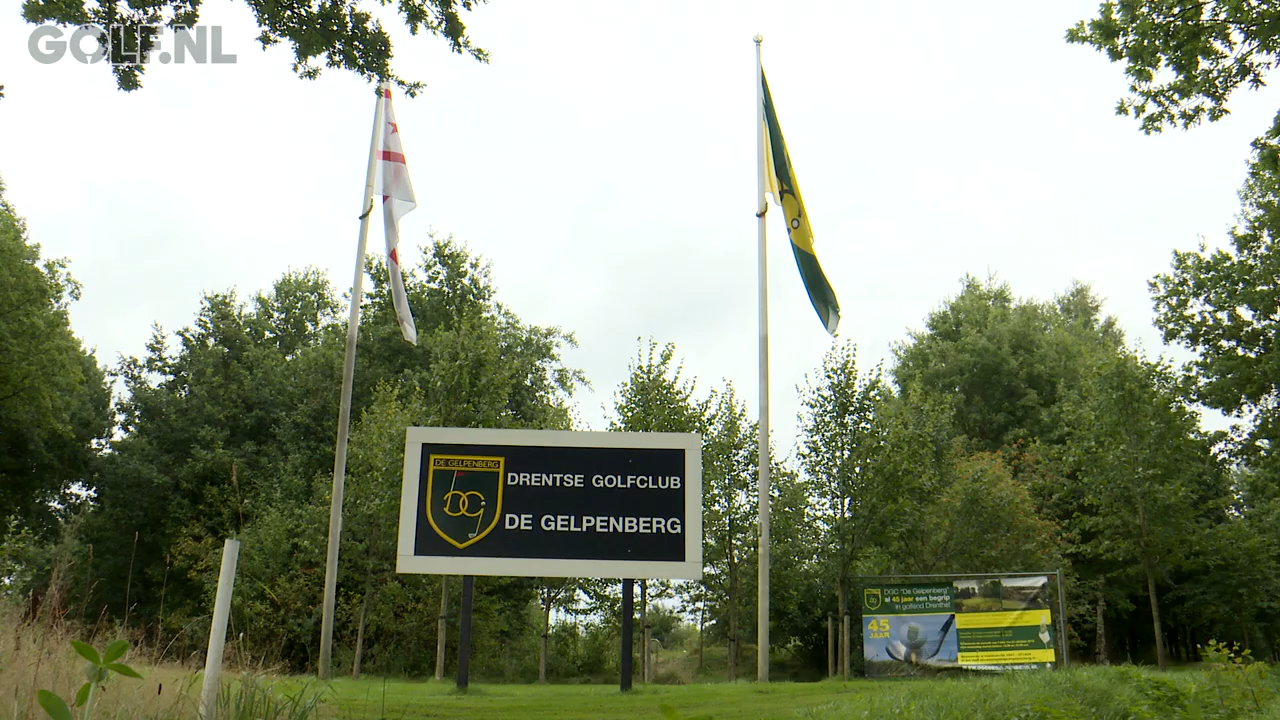 GOLF.NL
DE GELPENBERG
DGC
DRENTSE GOLFCLUB
DE GELPENBERG
DGC "De Gelpenberg"
al 45 jaar een begrip
in golfend Drenthe!
45
JAAR